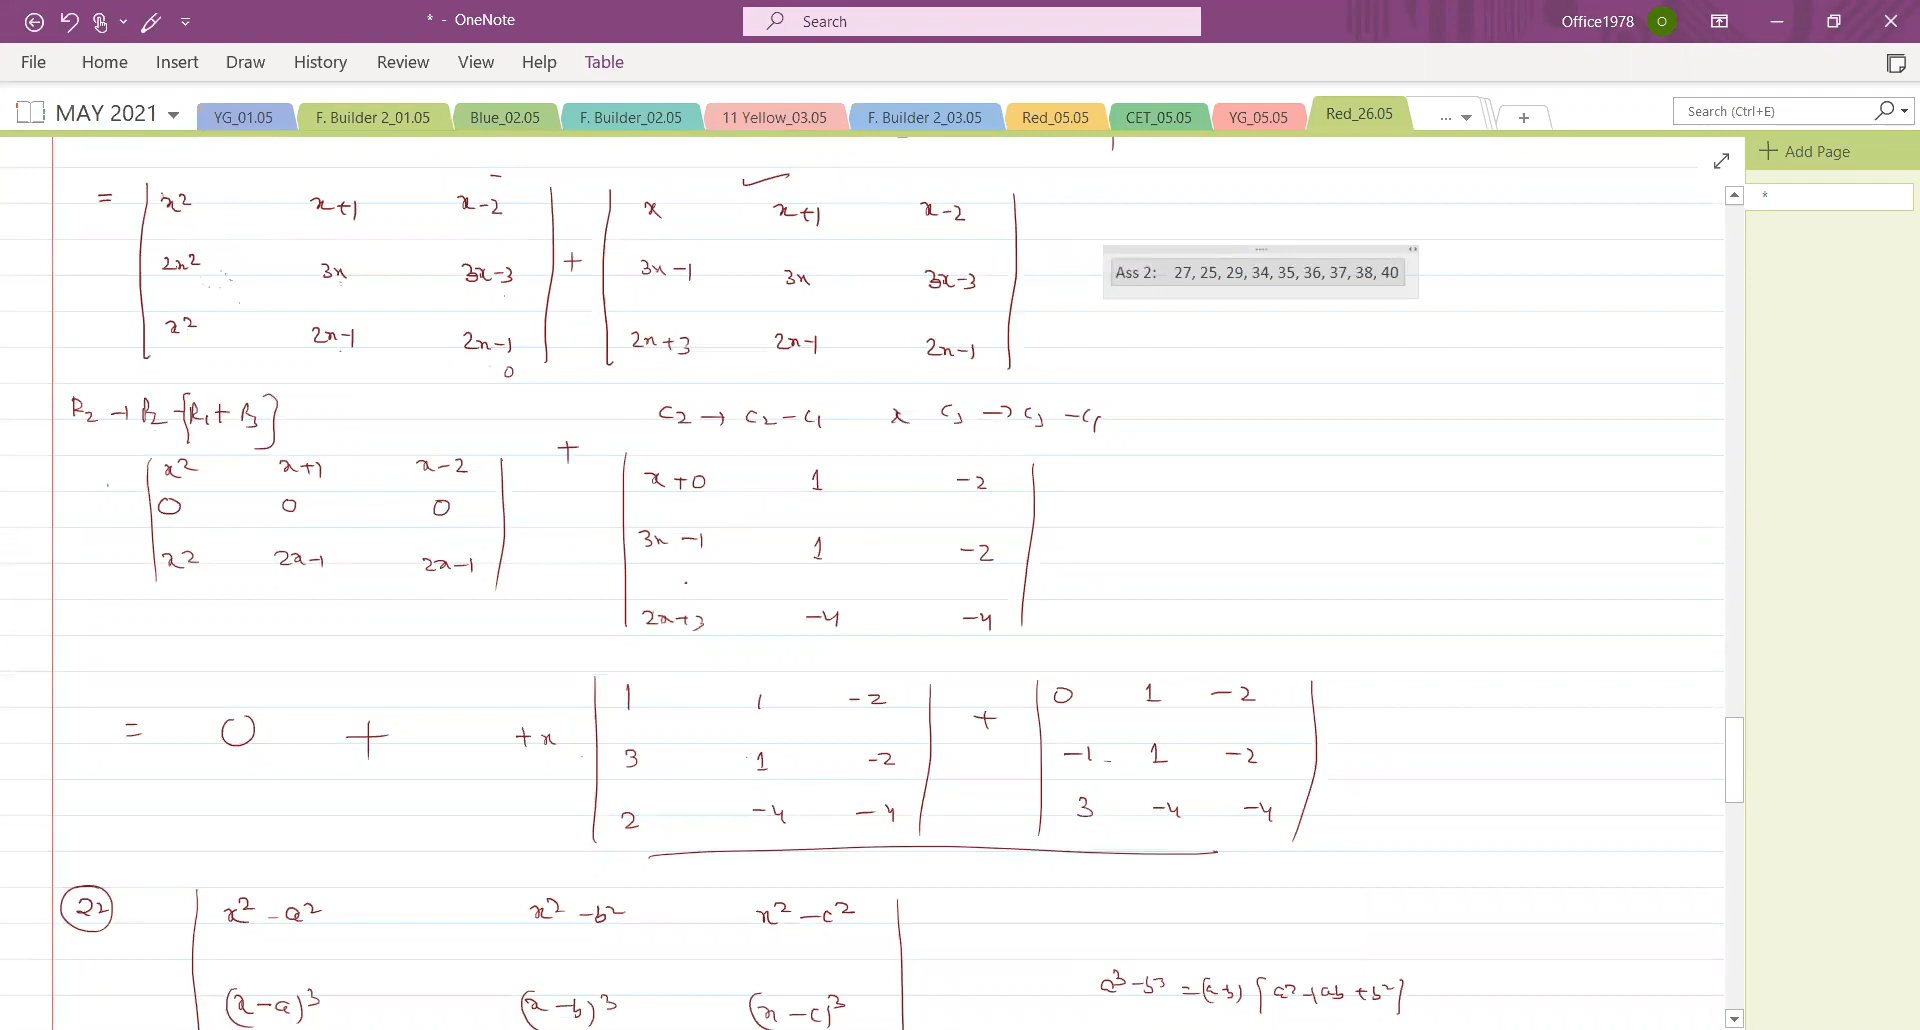 * - OneNote
Search
Office1978 O
File Home Insert Draw History Review View Help Table
MAY 2021 YG_01.05 F. Builder 2_01.05 Blue_02.05 F. Builder_02.05 11 Yellow_03.05 F. Builder 2_03.05 Red_05.05 CET_05.05 YG_05.05 Red_26.05 ... +
Search (Ctrl+E)
+ Add Page
*
= | x² x+1 x-2 | + | x x+1 x-2 |
2x² 3x 3x-3 3x-1 3x 3x-3
x² 2x-1 2x-1 2x+3 2x-1 2x-1
0
Ass 2: 27, 25, 29, 34, 35, 36, 37, 38, 40
R2 → R2 - {R1 + R3} C2 → C2 - C1 x C3 → C3 - C1
| x² x+1 x-2 | + | x+0 1 -2 |
0 0 0 3x-1 1 -2
x² 2x-1 2x-1 2x+3 -4 -4
= 0 + +x | 1 1 -2 | + | 0 1 -2 |
3 1 -2 -1 1 -2
2 -4 -4 3 -4 -4
22 | x²-a² x²-b² x²-c² |
(x-a)³ (x-b)³ (x-c)³
a³-b³ = (a-b) [a²+ab+b²]